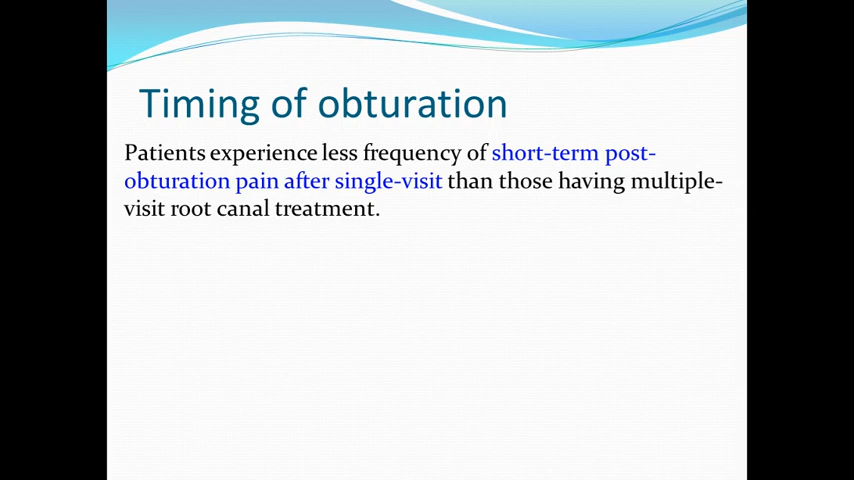 Timing of obturation
Patients experience less frequency of short-term post-
obturation pain after single-visit than those having multiple-
visit root canal treatment.